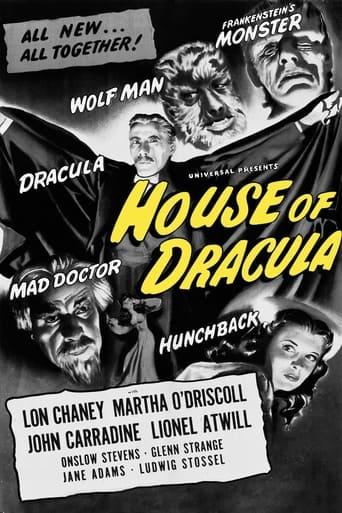 ALL NEW...
ALL TOGETHER!
FRANKENSTEIN'S
MONSTER
WOLF MAN
DRACULA
UNIVERSAL PRESENTS
HOUSE OF
DRACULA
MAD DOCTOR
HUNCHBACK
with
LON CHANEY MARTHA O'DRISCOLL
JOHN CARRADINE LIONEL ATWILL
ONSLOW STEVENS · GLENN STRANGE
JANE ADAMS · LUDWIG STOSSEL